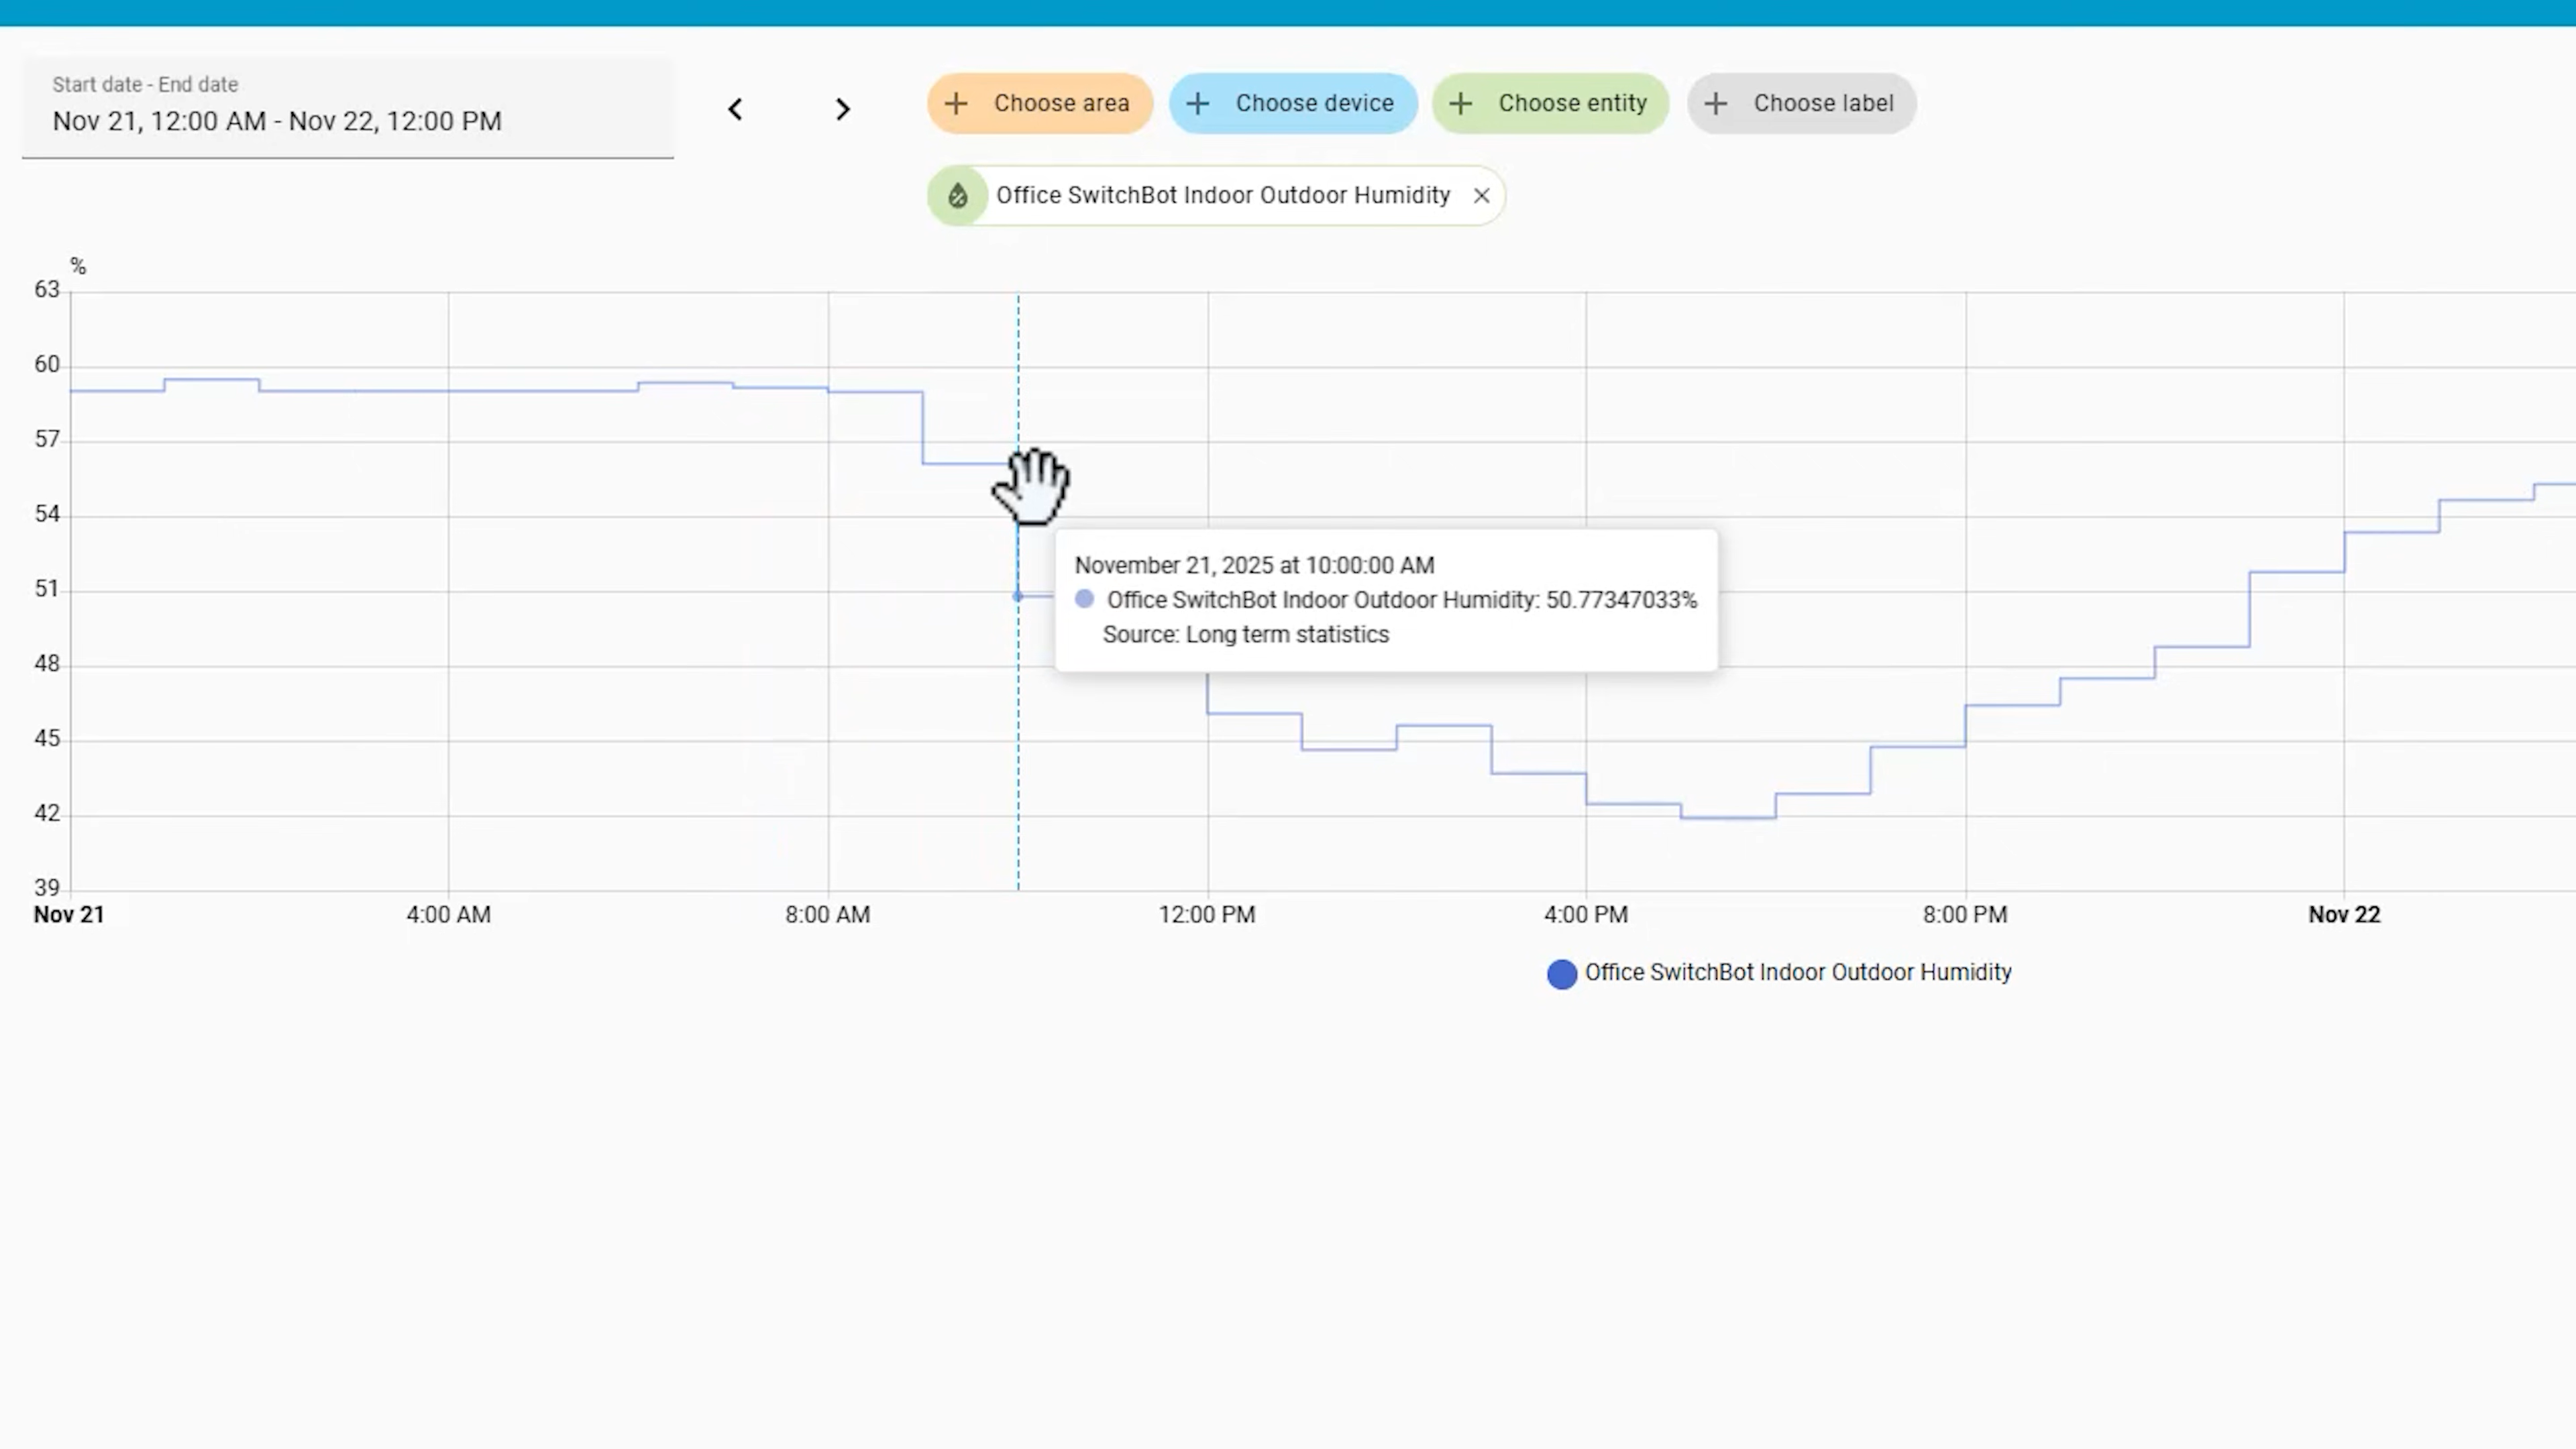 Start date - End date
Nov 21, 12:00 AM - Nov 22, 12:00 PM
Choose area
Choose device
Choose entity
Choose label
Office SwitchBot Indoor Outdoor Humidity
%
63
60
57
54
51
48
45
42
39
November 21, 2025 at 10:00:00 AM
Office SwitchBot Indoor Outdoor Humidity: 50.77347033%
Source: Long term statistics
Nov 21
4:00 AM
8:00 AM
12:00 PM
4:00 PM
8:00 PM
Nov 22
Office SwitchBot Indoor Outdoor Humidity